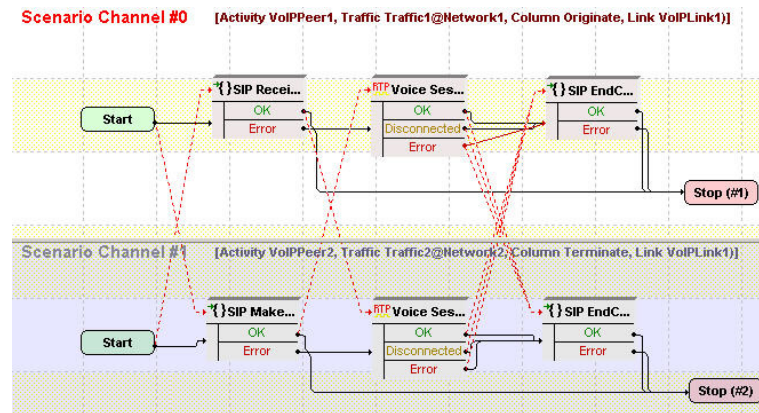 Scenario Channel #0 [Activity VoIPPeer1, Traffic Traffic1@Network1, Column Originate, Link VoIPLink1)]
{}SIP Recei... RTP Voice Ses... {}SIP EndC...
Start OK OK OK
Error Disconnected Error
Error
Stop (#1)
Scenario Channel #1 [Activity VoIPPeer2, Traffic Traffic2@Network2, Column Terminate, Link VoIPLink1)]
{}SIP Make... RTP Voice Ses... {}SIP EndC...
Start OK OK OK
Error Disconnected Error
Error
Stop (#2)